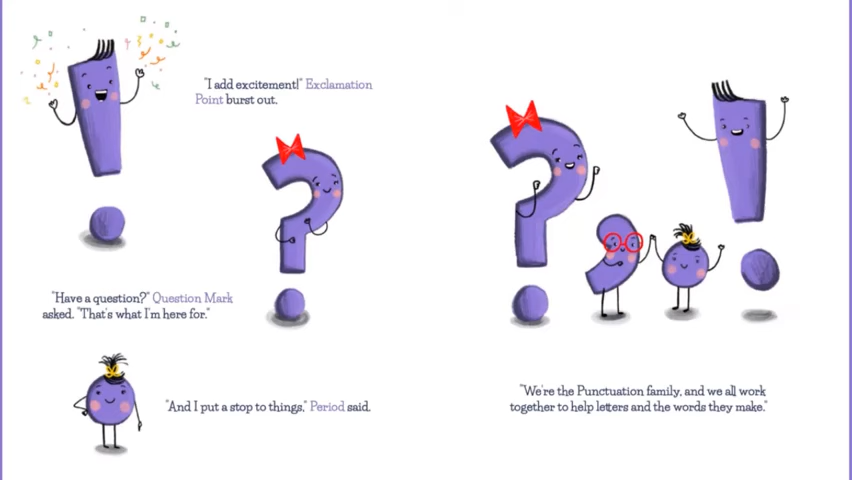 "I add excitement!" Exclamation
Point burst out.
"Have a question?" Question Mark
asked. "That's what I'm here for."
"And I put a stop to things," Period said.
"We're the Punctuation family, and we all work
together to help letters and the words they make."